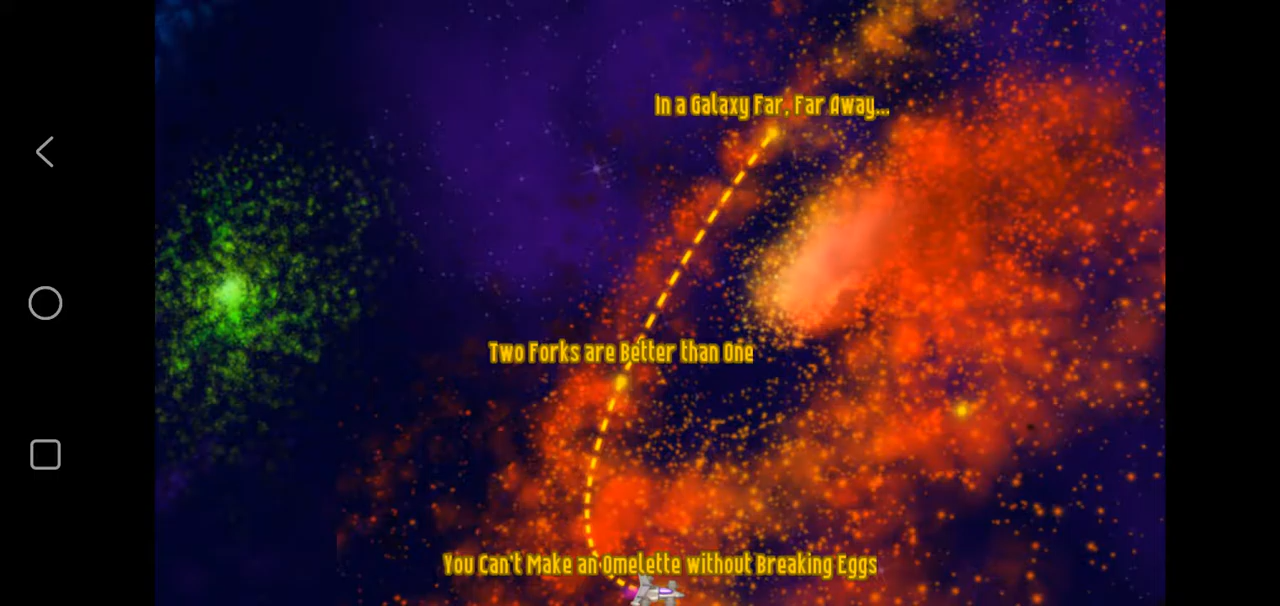 In a Galaxy Far, Far Away...
Two Forks are Better than One
You Can't Make an Omelette without Breaking Eggs